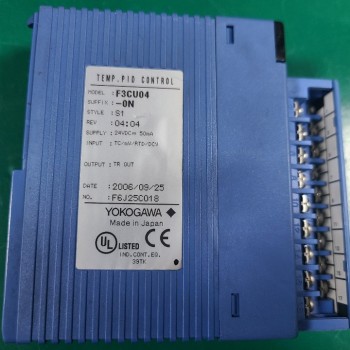 TEMP. PID CONTROL
MODEL : F3CU04
SUFFIX : -0N
STYLE : S1
REV : 04:04
SUPPLY : 24VDC⎓ 50mA
INPUT : TC/mV/RTD/DCV
OUTPUT : TR OUT
DATE : 2006/09/25
NO. : F6J25C018
YOKOGAWA
Made in Japan
CE
UL LISTED
IND.CONT.EQ.
39TK